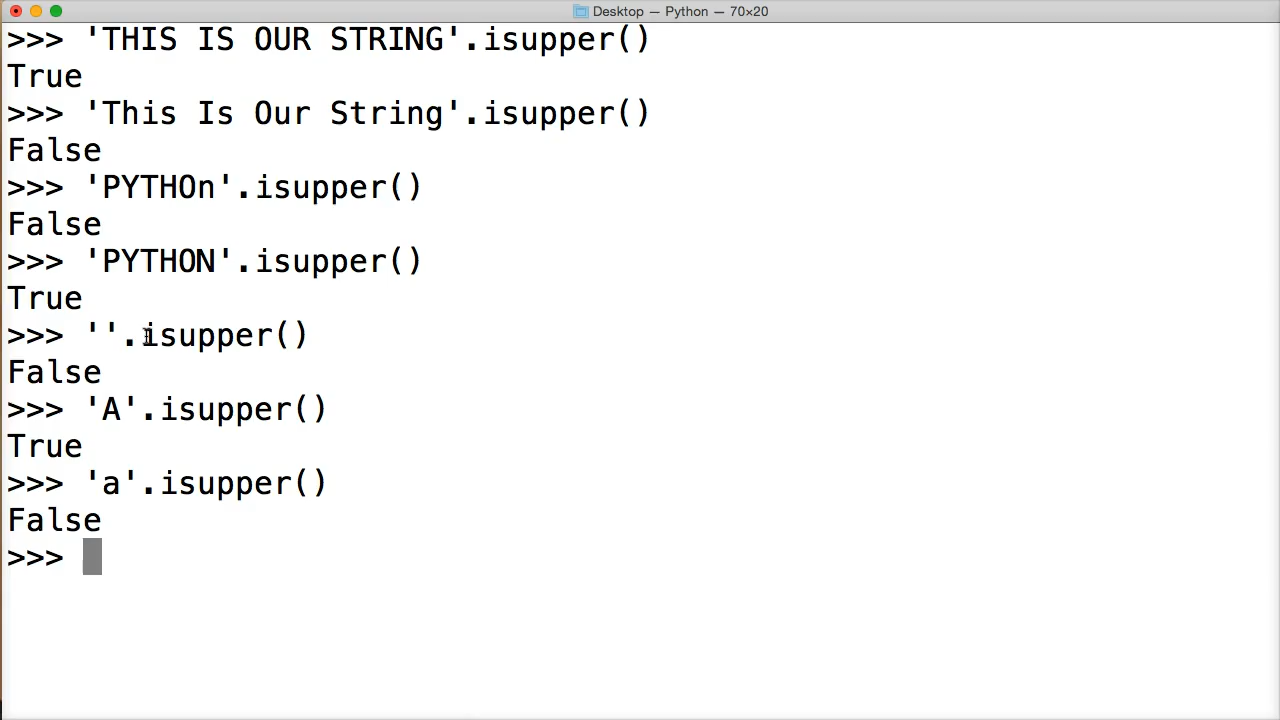 Desktop — Python — 70×20
>>> 'THIS IS OUR STRING'.isupper()
True
>>> 'This Is Our String'.isupper()
False
>>> 'PYTHOn'.isupper()
False
>>> 'PYTHON'.isupper()
True
>>> ''.isupper()
False
>>> 'A'.isupper()
True
>>> 'a'.isupper()
False
>>>